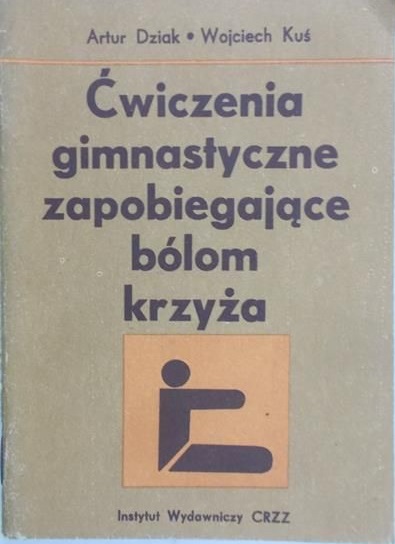 Artur Dziak • Wojciech Kuś
Ćwiczenia
gimnastyczne
zapobiegające
bólom
krzyża
Instytut Wydawniczy CRZZ